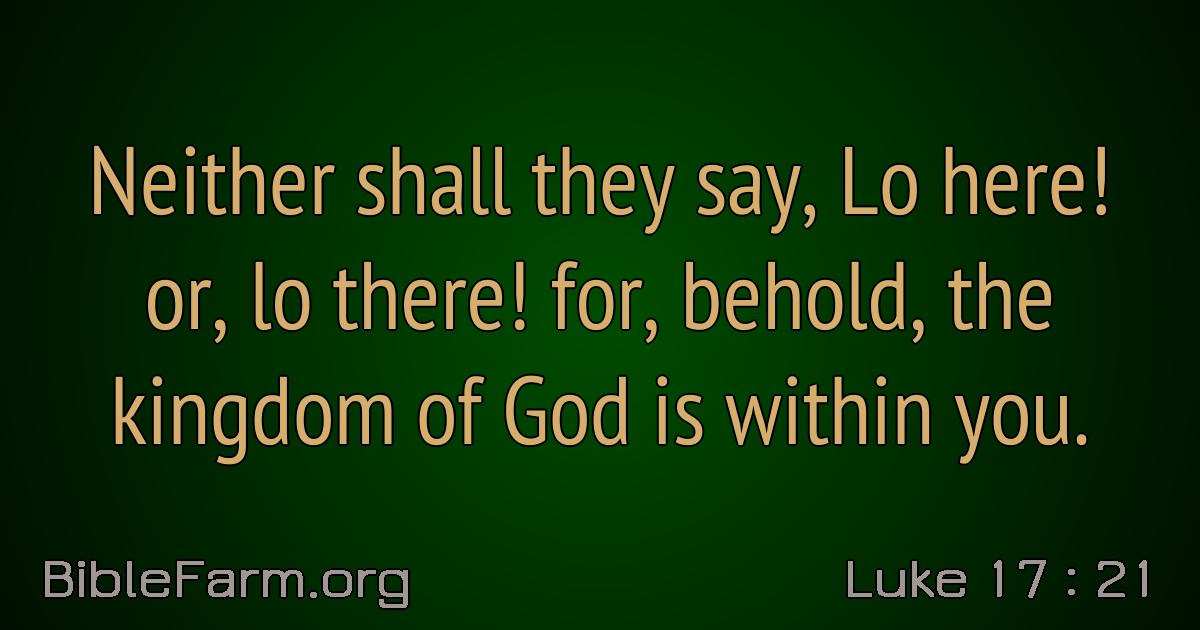 Neither shall they say, Lo here!
or, lo there! for, behold, the
kingdom of God is within you.
BibleFarm.org
Luke 17 : 21